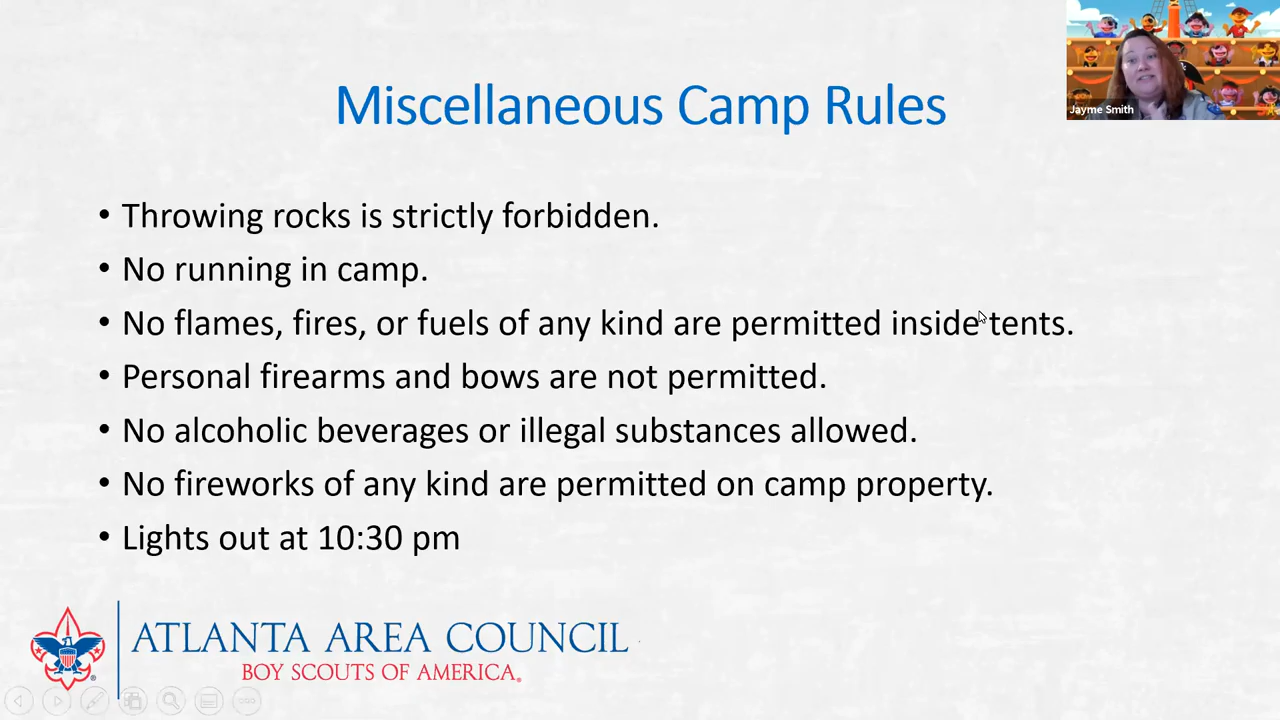 Miscellaneous Camp Rules
Jayme Smith
• Throwing rocks is strictly forbidden.
• No running in camp.
• No flames, fires, or fuels of any kind are permitted inside tents.
• Personal firearms and bows are not permitted.
• No alcoholic beverages or illegal substances allowed.
• No fireworks of any kind are permitted on camp property.
• Lights out at 10:30 pm
ATLANTA AREA COUNCIL
BOY SCOUTS OF AMERICA®